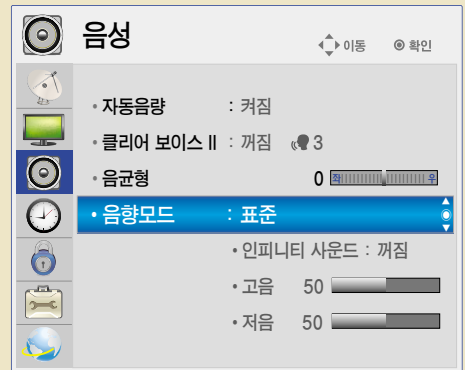 음성
이동 ◉ 확인
• 자동음량 : 켜짐
• 클리어 보이스 II : 꺼짐 3
• 음균형 0 좌 우
• 음향모드 : 표준
• 인피니티 사운드 : 꺼짐
• 고음 50
• 저음 50